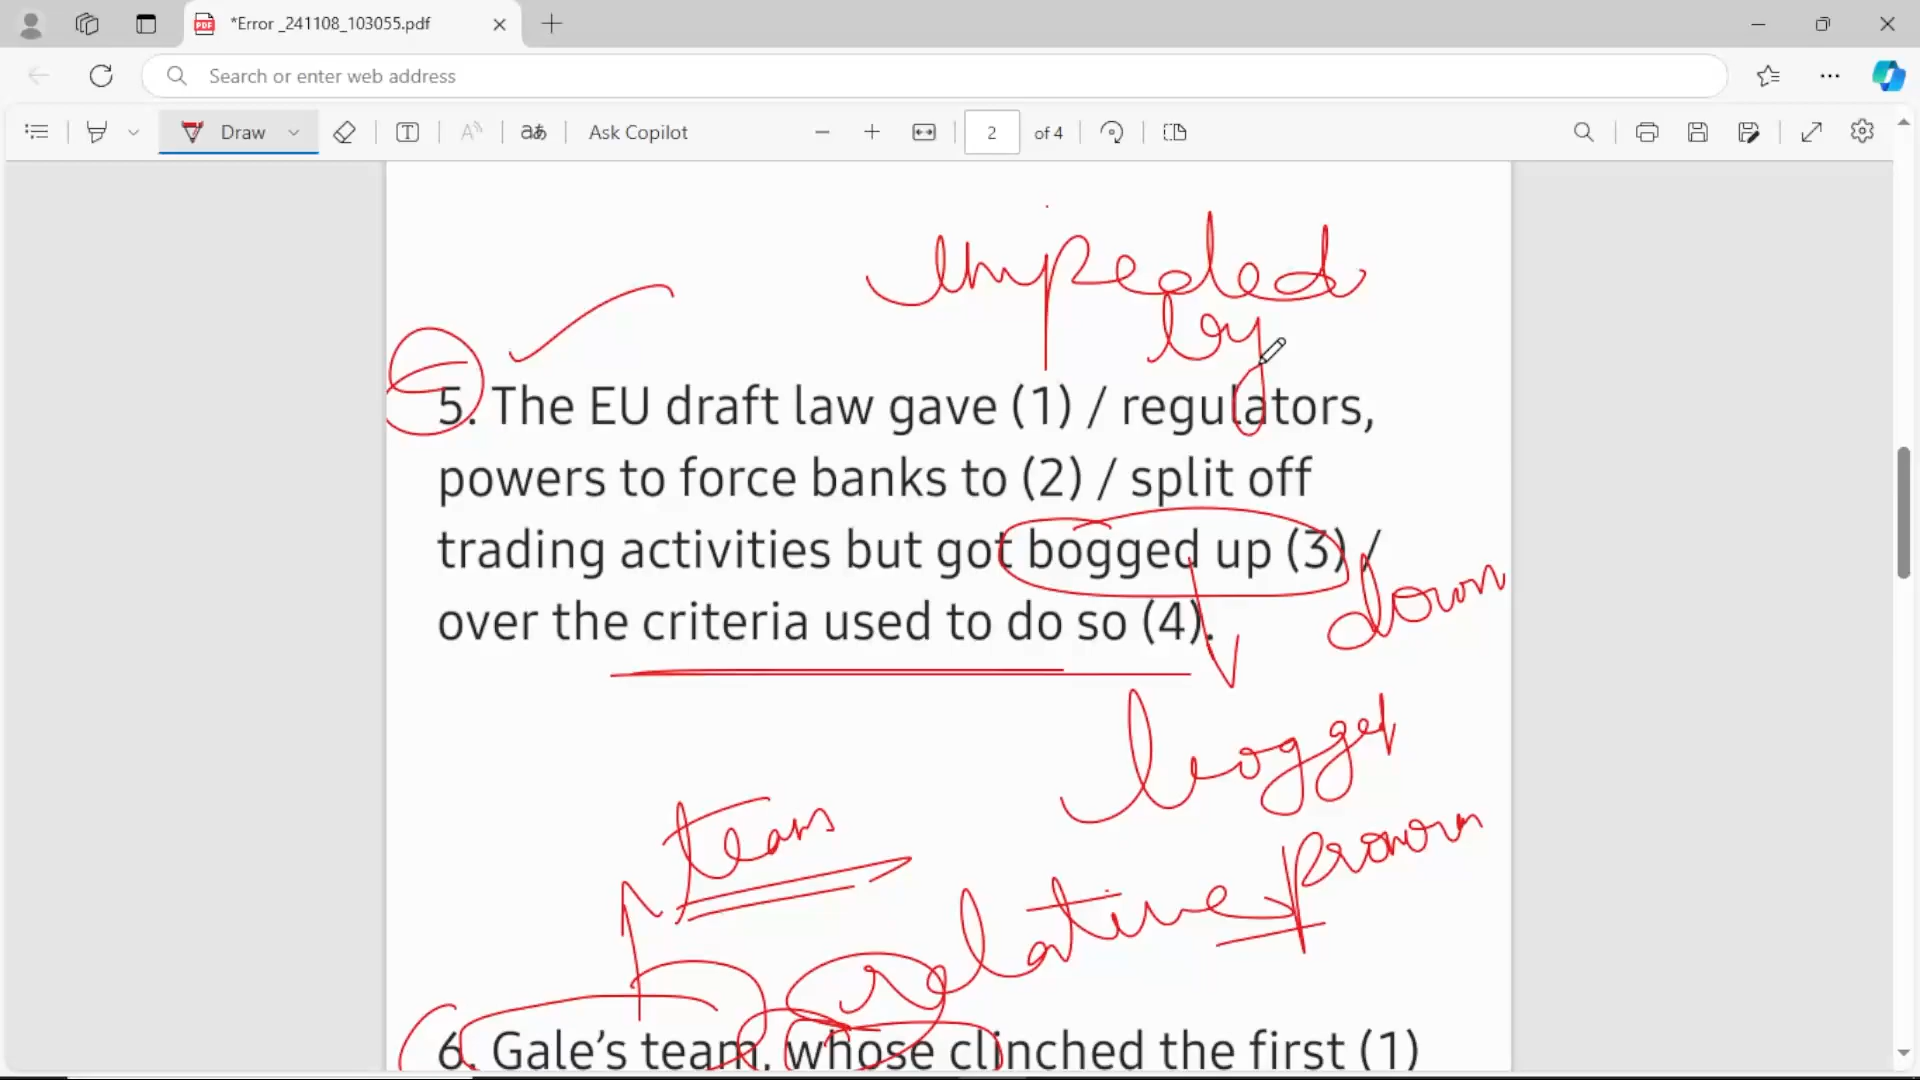 *Error _241108_103055.pdf
Search or enter web address
Draw
Ask Copilot
2 of 4
Impeded
by
5. The EU draft law gave (1) / regulators,
powers to force banks to (2) / split off
trading activities but got bogged up (3) /
down
over the criteria used to do so (4).
team
pronoun
relative
6. Gale's team, whose clinched the first (1)